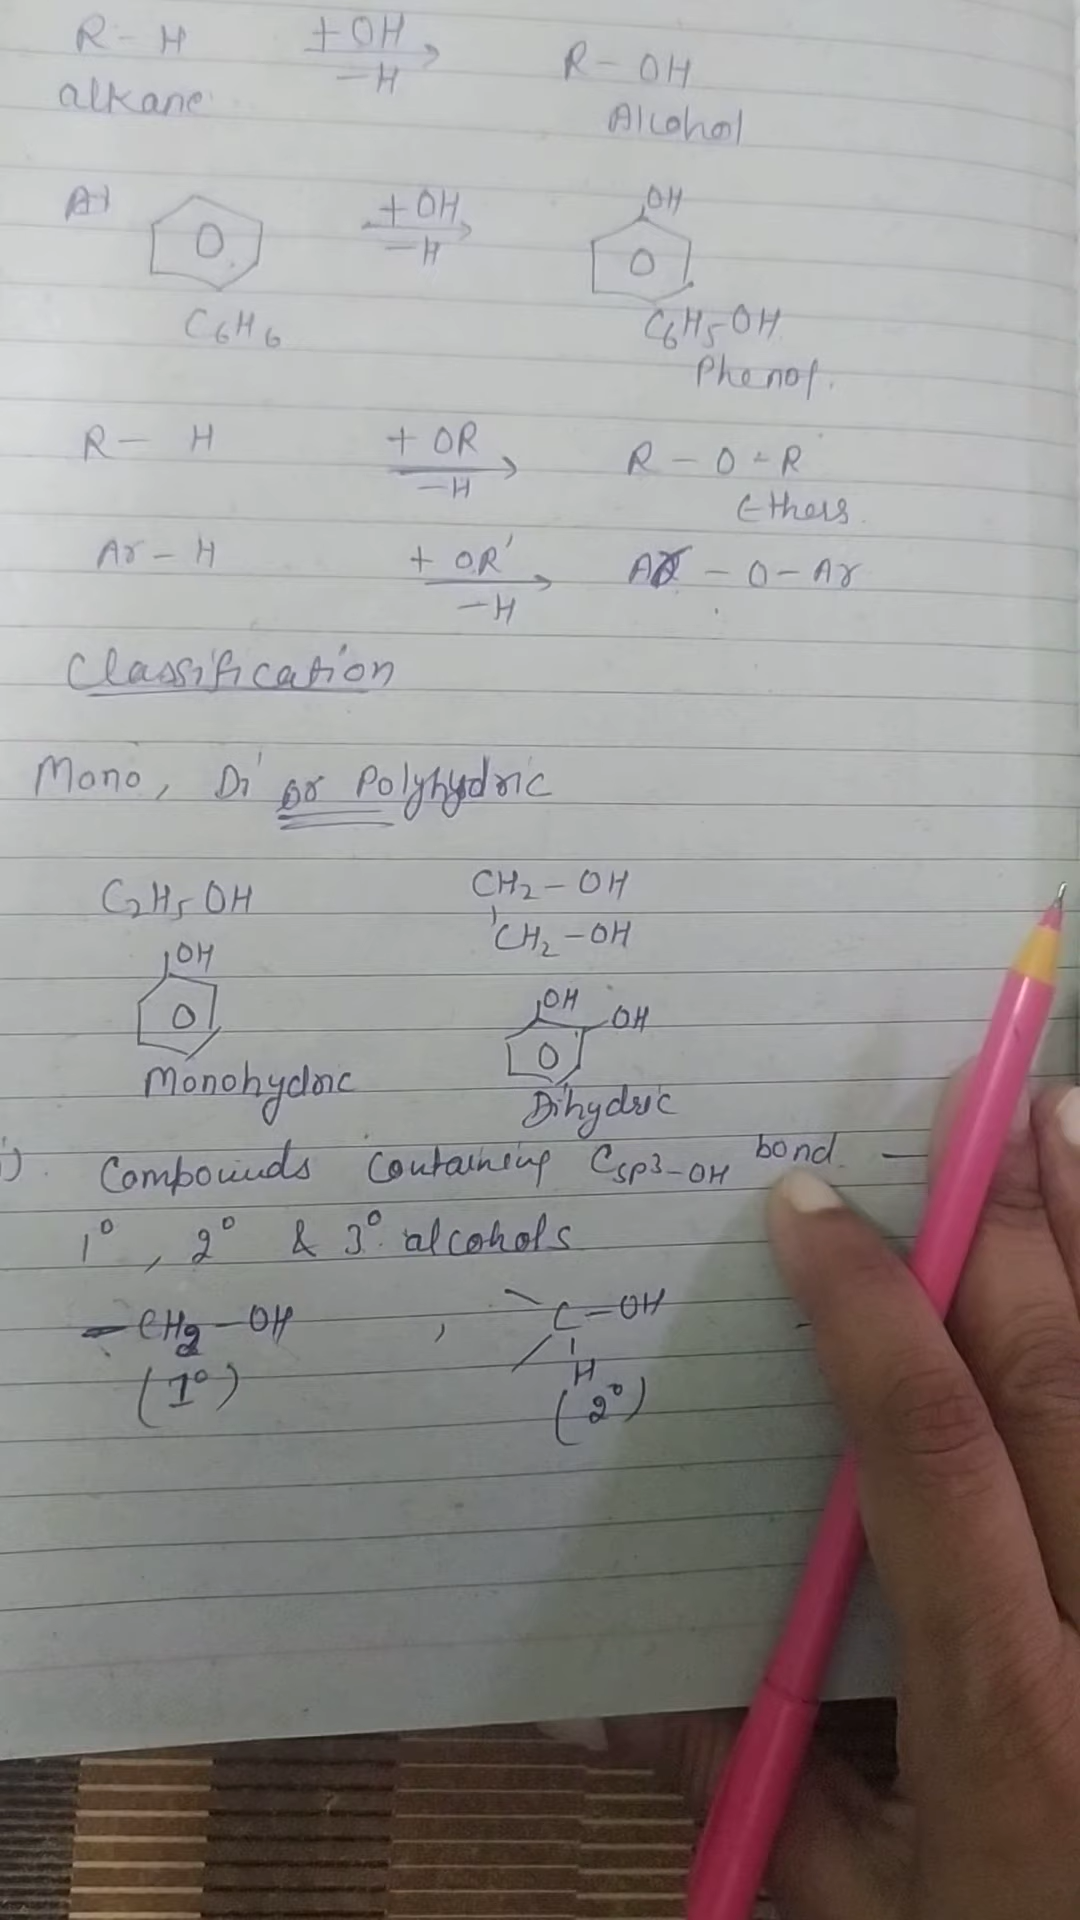 R - H + OH - H → R - OH
alkane Alcohol
+ OH - H → OH
C6H6 C6H5OH
Phenol.
R - H + OR - H → R - O - R
Ethers.
Ar - H + OR' - H → Ar - O - Ar
Classification
Mono, Di or Polyhydric
C2H5OH CH2 - OH
CH2 - OH
OH OH OH
Monohydric Dihydric
i) Compounds containing Csp3-OH bond. —
1°, 2° & 3° alcohols
- CH2 - OH , C - OH
H
(1°) (2°)